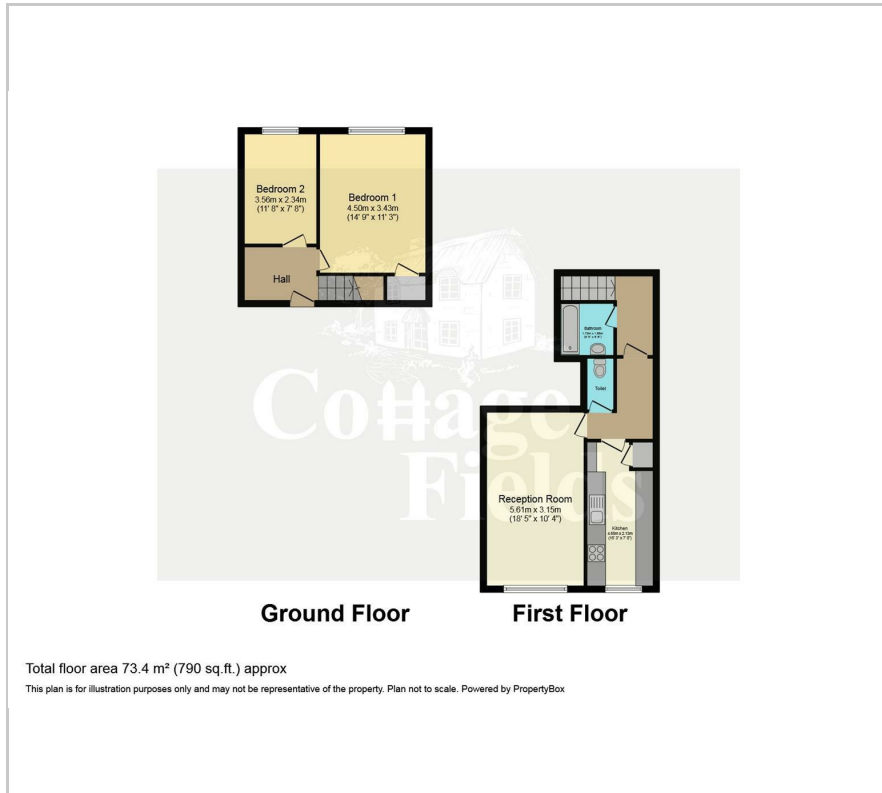 Bedroom 2
3.56m x 2.34m
(11' 8" x 7' 8")
Bedroom 1
4.50m x 3.43m
(14' 9" x 11' 3")
Hall
Bathroom
Toilet
Reception Room
5.61m x 3.15m
(18' 5" x 10' 4")
Kitchen
Cottage
Fields
Ground Floor
First Floor
Total floor area 73.4 m² (790 sq.ft.) approx
This plan is for illustration purposes only and may not be representative of the property. Plan not to scale. Powered by PropertyBox